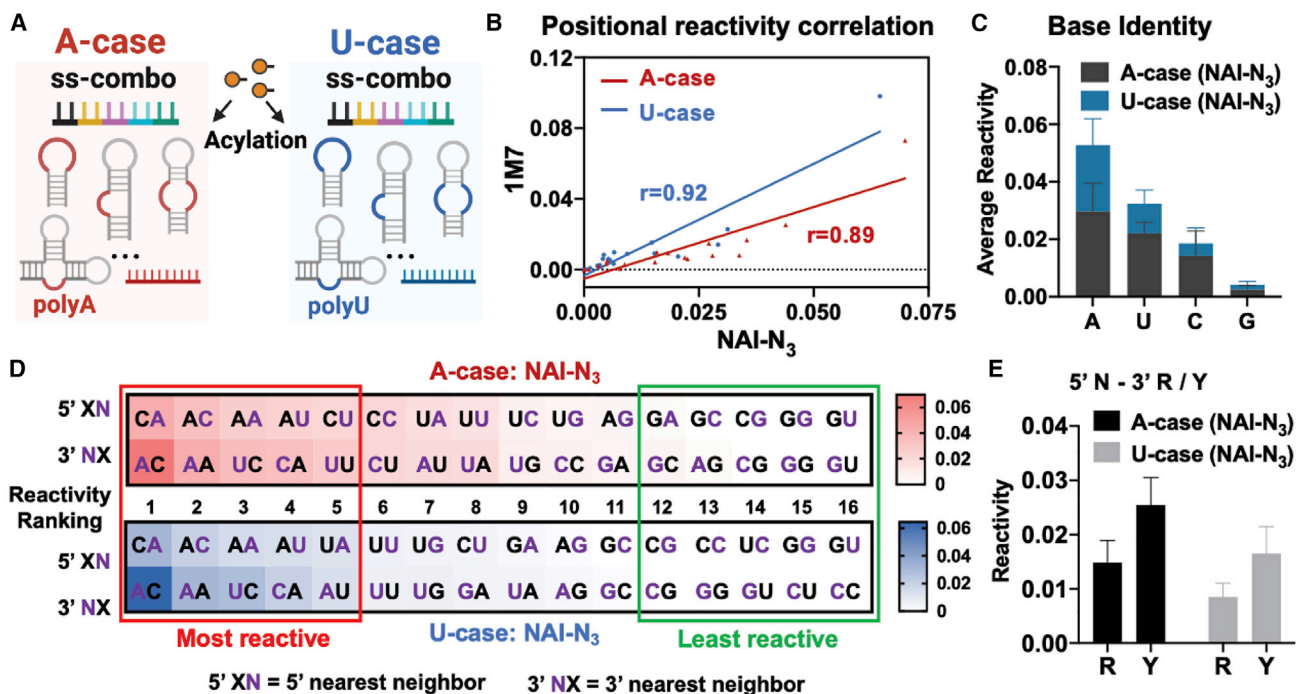 A
A-case
ss-combo
U-case
ss-combo
Acylation
polyA
polyU
B
Positional reactivity correlation
1M7
0.12
0.08
0.04
0.00
A-case
U-case
r=0.92
r=0.89
0.000
0.025
0.050
0.075
NAI-N3
C
Base Identity
Average Reactivity
0.08
0.06
0.04
0.02
0.00
A-case (NAI-N3)
U-case (NAI-N3)
A U C G
D
A-case: NAI-N3
5' XN
CA AC AA AU CU CC UA UU UC UG AG GA GC CG GG GU
3' NX
AC AA UC CA UU CU AU UA UG CC GA GC AG CG GG GU
0.06
0.04
0.02
0
Reactivity
Ranking
1 2 3 4 5 6 7 8 9 10 11 12 13 14 15 16
5' XN
CA AC AA AU UA UU UG CU GA AG GC CG CC UC GG GU
3' NX
AC AA UC CA AU UU UG GA UA AG GC CG GG GU CU CC
0.06
0.04
0.02
0
Most reactive
U-case: NAI-N3
Least reactive
5' XN = 5' nearest neighbor
3' NX = 3' nearest neighbor
E
5' N - 3' R / Y
Reactivity
0.04
0.03
0.02
0.01
0.00
A-case (NAI-N3)
U-case (NAI-N3)
R Y R Y